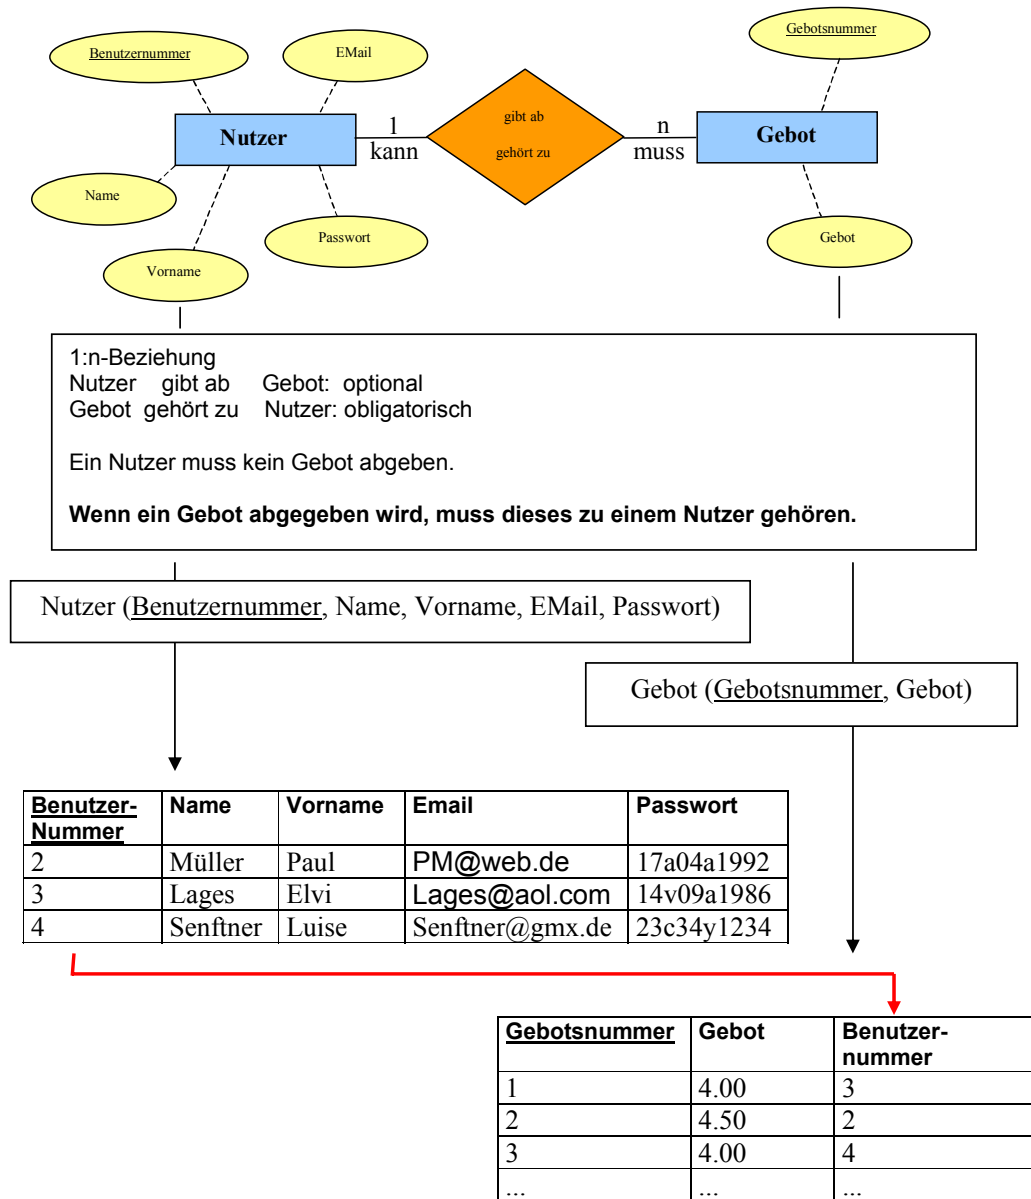 Gebotsnummer
Benutzernummer
EMail
Nutzer
1
kann
gibt ab
gehört zu
n
muss
Gebot
Name
Passwort
Gebot
Vorname
1:n-Beziehung
Nutzer gibt ab Gebot: optional
Gebot gehört zu Nutzer: obligatorisch
Ein Nutzer muss kein Gebot abgeben.
Wenn ein Gebot abgegeben wird, muss dieses zu einem Nutzer gehören.
Nutzer (Benutzernummer, Name, Vorname, EMail, Passwort)
Gebot (Gebotsnummer, Gebot)
Benutzer- Name Vorname Email Passwort
Nummer
2 Müller Paul PM@web.de 17a04a1992
3 Lages Elvi Lages@aol.com 14v09a1986
4 Senftner Luise Senftner@gmx.de 23c34y1234
Gebotsnummer Gebot Benutzer-
nummer
1 4.00 3
2 4.50 2
3 4.00 4
... ... ...